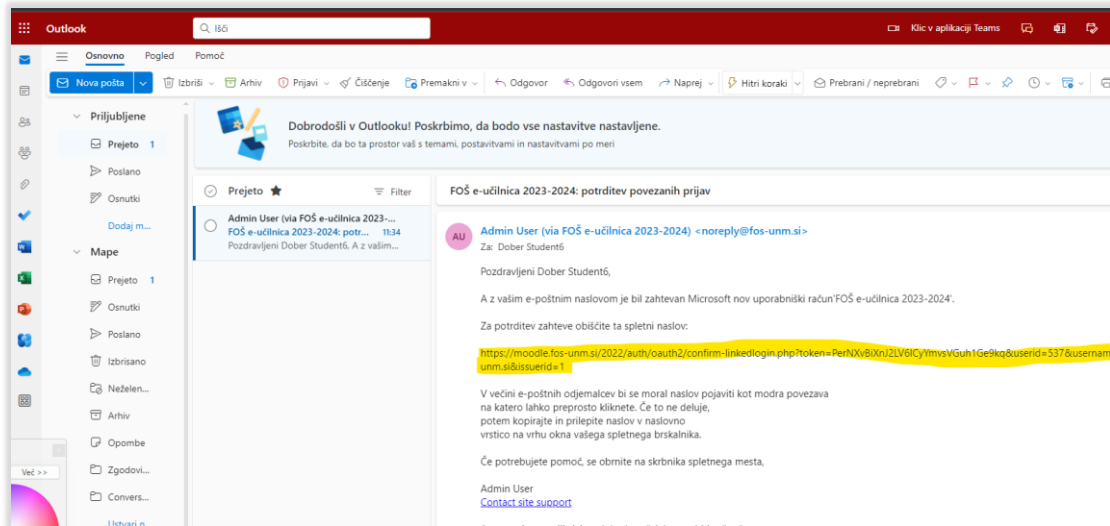 Outlook
Išči
Klic v aplikaciji Teams
Osnovno Pogled Pomoč
Nova pošta Izbriši Arhiv Prijavi Čiščenje Premakni v Odgovor Odgovori vsem Naprej Hitri koraki Prebrani / neprebrani
Priljubljene
Prejeto 1
Poslano
Osnutki
Dodaj m...
Mape
Prejeto 1
Osnutki
Poslano
Izbrisano
Neželen...
Arhiv
Opombe
Zgodovi...
Convers...
Ustvari n
Več >>
Dobrodošli v Outlooku! Poskrbimo, da bodo vse nastavitve nastavljene.
Poskrbite, da bo ta prostor vaš s temami, postavitvami in nastavitvami po meri
Prejeto
Filter
Admin User (via FOŠ e-učilnica 2023-...
FOŠ e-učilnica 2023-2024: potr... 11:34
Pozdravljeni Dober Student6, A z vašim...
FOŠ e-učilnica 2023-2024: potrditev povezanih prijav
AU
Admin User (via FOŠ e-učilnica 2023-2024) <noreply@fos-unm.si>
Za: Dober Student6
Pozdravljeni Dober Student6,
A z vašim e-poštnim naslovom je bil zahtevan Microsoft nov uporabniški račun'FOŠ e-učilnica 2023-2024'.
Za potrditev zahteve obiščite ta spletni naslov:
https://moodle.fos-unm.si/2022/auth/oauth2/confirm-linkedlogin.php?token=PerNXvBiXnJ2LV6lCyYmvsVGuh1Ge9kq&userid=537&usernam
unm.si&issuerid=1
V večini e-poštnih odjemalcev bi se moral naslov pojaviti kot modra povezava
na katero lahko preprosto kliknete. Če to ne deluje,
potem kopirajte in prilepite naslov v naslovno
vrstico na vrhu okna vašega spletnega brskalnika.
Če potrebujete pomoč, se obrnite na skrbnika spletnega mesta,
Admin User
Contact site support